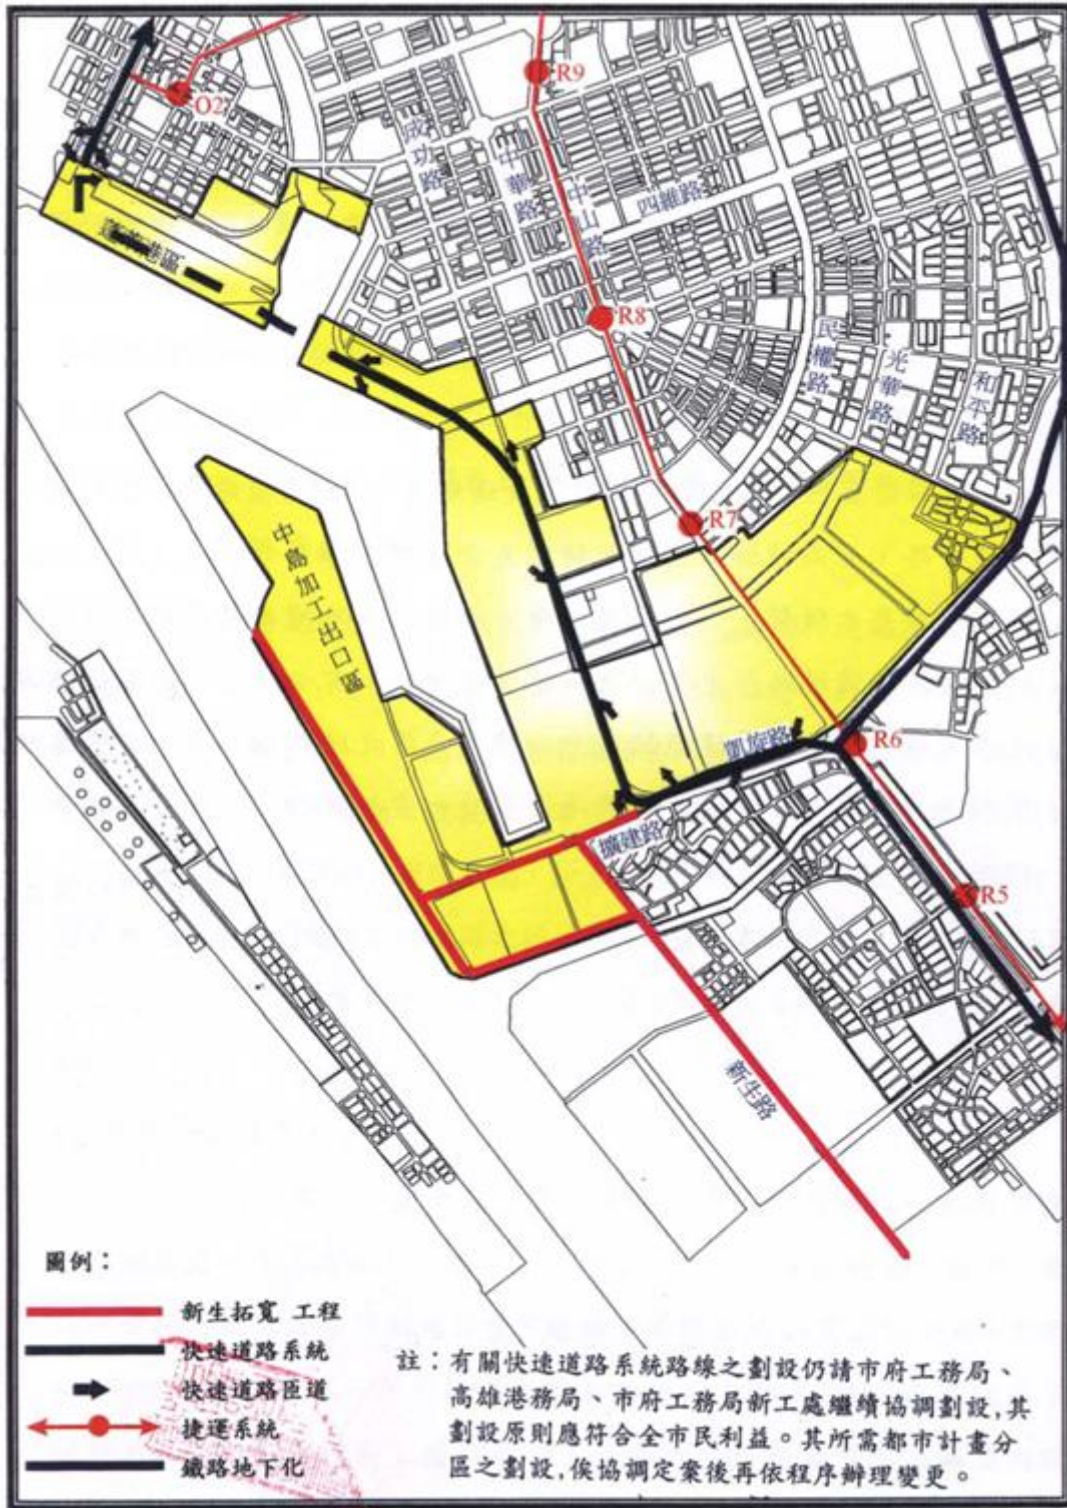 R9
O2
成功路
中華路
中山路
四維路
R8
民權路
光華路
和平路
R7
中島加工出口區
凱旋路
R6
擴建路
R5
新生路
圖例：
新生拓寬 工程
快速道路系統
快速道路匝道
捷運系統
鐵路地下化
註：有關快速道路系統路線之劃設仍請市府工務局、
高雄港務局、市府工務局新工處繼續協調劃設,其
劃設原則應符合全市民利益。其所需都市計畫分
區之劃設,俟協調定案後再依程序辦理變更。